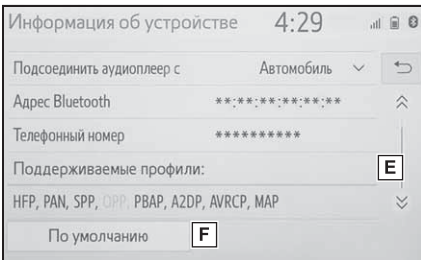 Информация об устройстве 4:29
Подсоединить аудиоплеер с Автомобиль
Адрес Bluetooth **:**:**:**:**:**
Телефонный номер **********
Поддерживаемые профили:
E
HFP, PAN, SPP, OPP, PBAP, A2DP, AVRCP, MAP
По умолчанию F